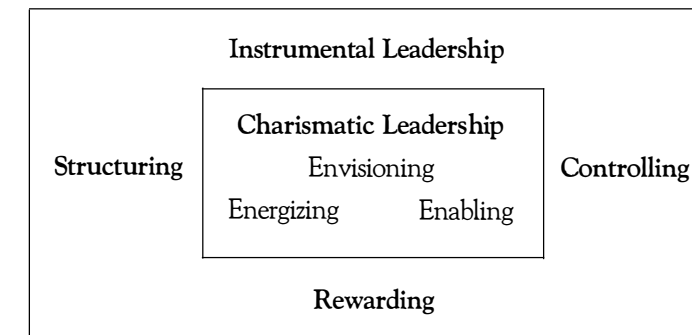 Instrumental Leadership
Charismatic Leadership
Structuring Envisioning Controlling
Energizing Enabling
Rewarding